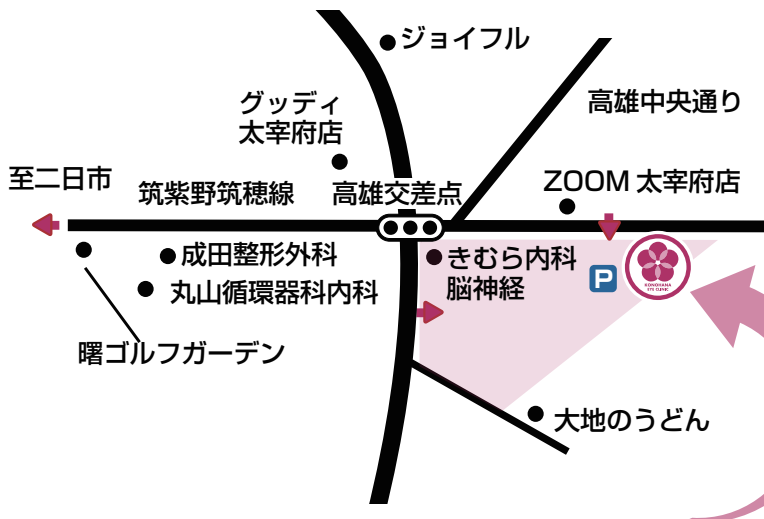 ジョイフル
グッディ
太宰府店
高雄中央通り
至二日市
筑紫野筑穂線
高雄交差点
ZOOM 太宰府店
成田整形外科
きむら内科
脳神経
丸山循環器科内科
P
KONOHANA
EYE CLINIC
曙ゴルフガーデン
大地のうどん